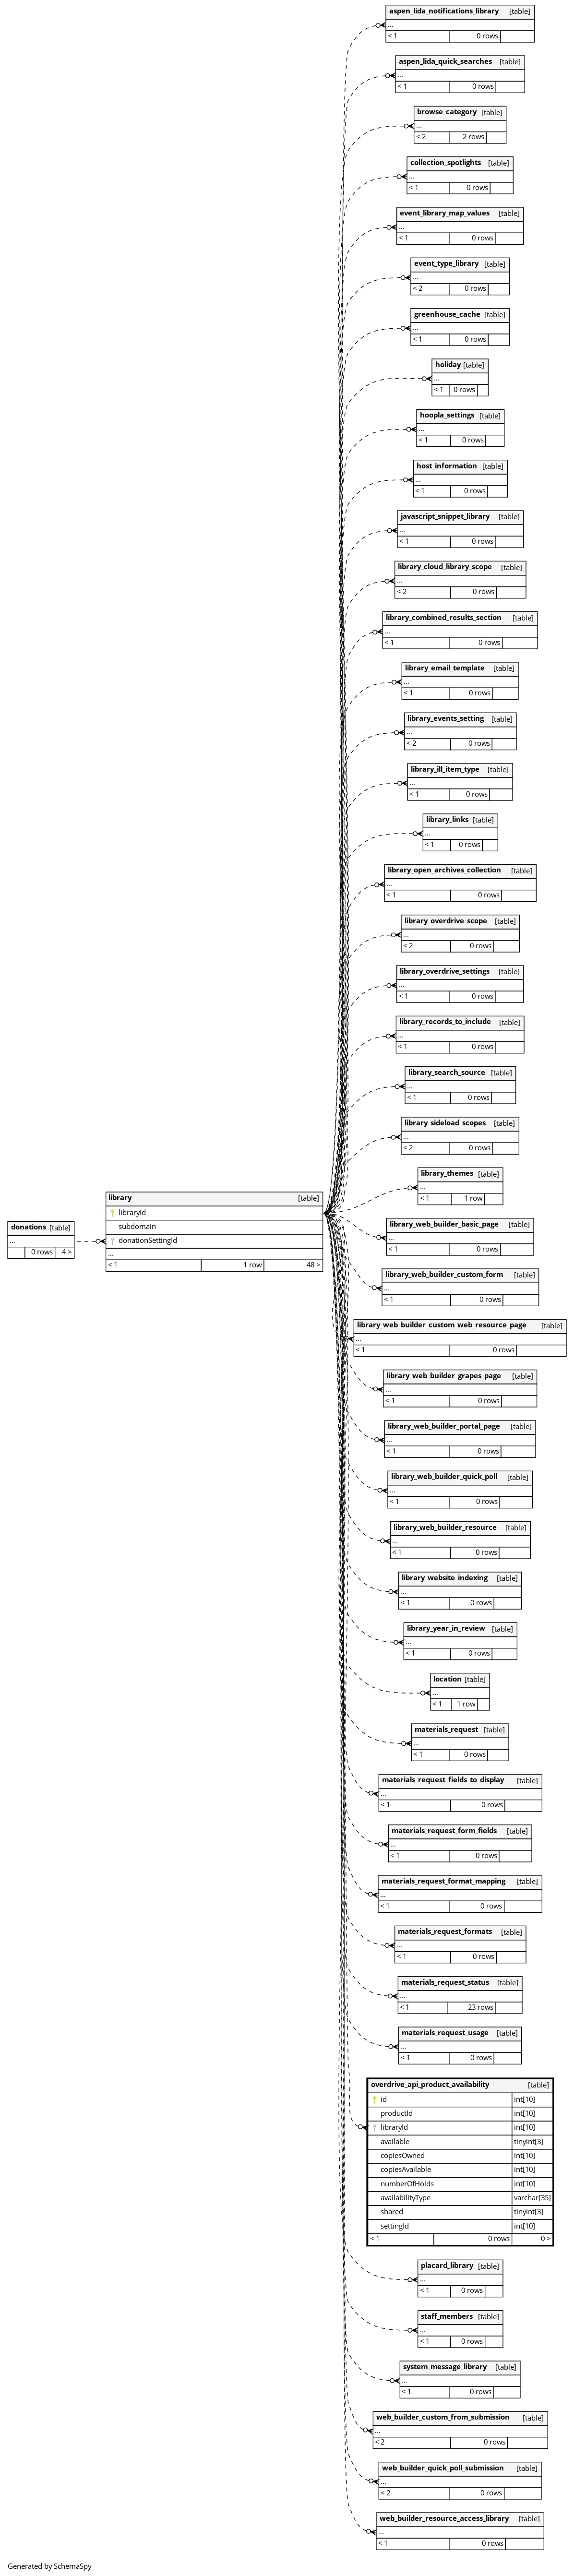 aspen_lida_notifications_library [table]
...
< 1 0 rows
aspen_lida_quick_searches [table]
...
< 1 0 rows
browse_category [table]
...
< 2 2 rows
collection_spotlights [table]
...
< 1 0 rows
event_library_map_values [table]
...
< 1 0 rows
event_type_library [table]
...
< 2 0 rows
greenhouse_cache [table]
...
< 1 0 rows
holiday [table]
...
< 1 0 rows
hoopla_settings [table]
...
< 1 0 rows
host_information [table]
...
< 1 0 rows
javascript_snippet_library [table]
...
< 1 0 rows
library_cloud_library_scope [table]
...
< 2 0 rows
library_combined_results_section [table]
...
< 1 0 rows
library_email_template [table]
...
< 1 0 rows
library_events_setting [table]
...
< 2 0 rows
library_ill_item_type [table]
...
< 1 0 rows
library_links [table]
...
< 1 0 rows
library_open_archives_collection [table]
...
< 1 0 rows
library_overdrive_scope [table]
...
< 2 0 rows
library_overdrive_settings [table]
...
< 1 0 rows
library_records_to_include [table]
...
< 1 0 rows
library_search_source [table]
...
< 1 0 rows
library_sideload_scopes [table]
...
< 2 0 rows
library_themes [table]
...
< 1 1 row
library [table]
libraryId
subdomain
donationSettingId
...
< 1 1 row 48 >
donations [table]
...
0 rows 4 >
library_web_builder_basic_page [table]
...
< 1 0 rows
library_web_builder_custom_form [table]
...
< 1 0 rows
library_web_builder_custom_web_resource_page [table]
...
< 1 0 rows
library_web_builder_grapes_page [table]
...
< 1 0 rows
library_web_builder_portal_page [table]
...
< 1 0 rows
library_web_builder_quick_poll [table]
...
< 1 0 rows
library_web_builder_resource [table]
...
< 1 0 rows
library_website_indexing [table]
...
< 1 0 rows
library_year_in_review [table]
...
< 1 0 rows
location [table]
...
< 1 1 row
materials_request [table]
...
< 1 0 rows
materials_request_fields_to_display [table]
...
< 1 0 rows
materials_request_form_fields [table]
...
< 1 0 rows
materials_request_format_mapping [table]
...
< 1 0 rows
materials_request_formats [table]
...
< 1 0 rows
materials_request_status [table]
...
< 1 23 rows
materials_request_usage [table]
...
< 1 0 rows
overdrive_api_product_availability [table]
id int[10]
productId int[10]
libraryId int[10]
available tinyint[3]
copiesOwned int[10]
copiesAvailable int[10]
numberOfHolds int[10]
availabilityType varchar[35]
shared tinyint[3]
settingId int[10]
< 1 0 rows 0 >
placard_library [table]
...
< 1 0 rows
staff_members [table]
...
< 1 0 rows
system_message_library [table]
...
< 1 0 rows
web_builder_custom_from_submission [table]
...
< 2 0 rows
web_builder_quick_poll_submission [table]
...
< 2 0 rows
web_builder_resource_access_library [table]
...
< 1 0 rows
Generated by SchemaSpy